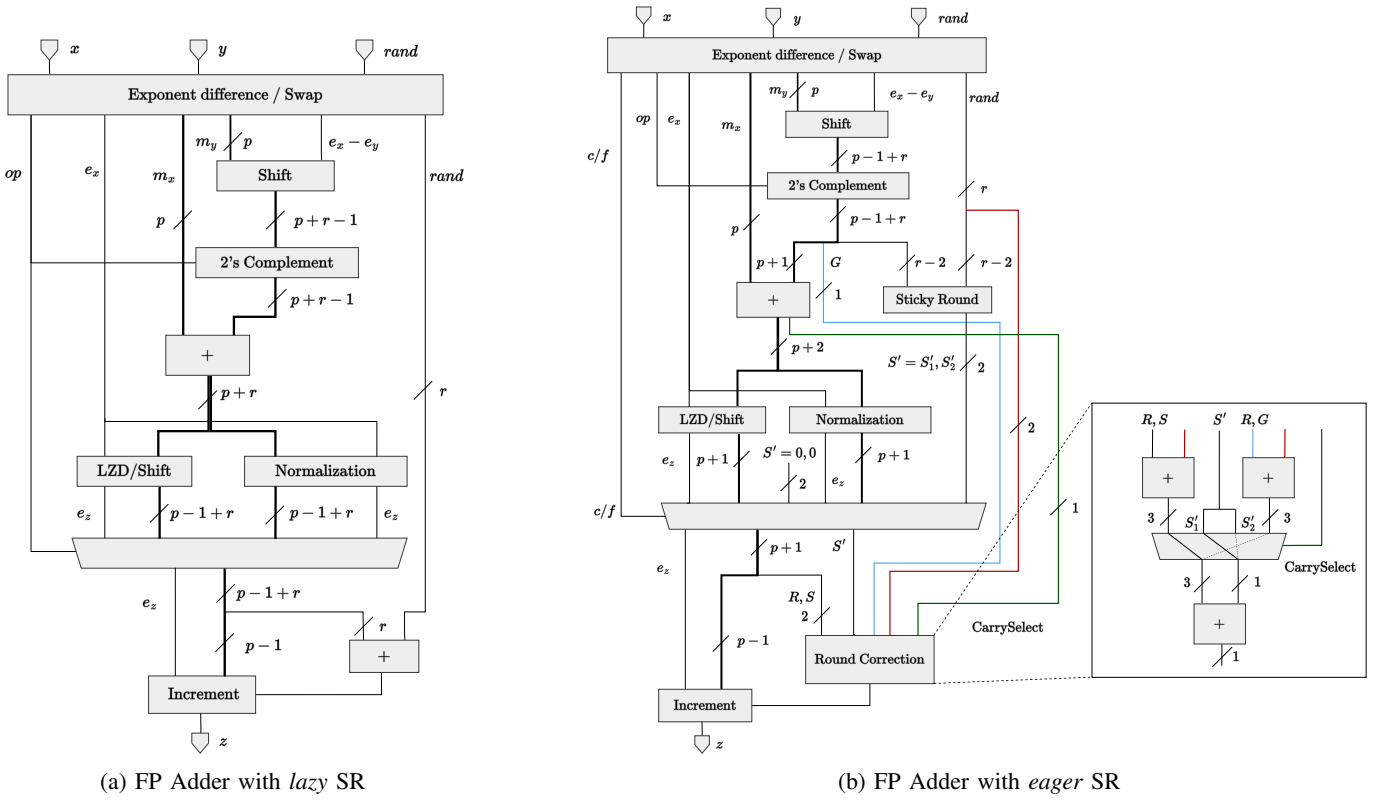 x
y
rand
Exponent difference / Swap
op
e_x
m_x
m_y
p
e_x − e_y
rand
Shift
p
p + r − 1
2's Complement
p + r − 1
+
p + r
r
LZD/Shift
Normalization
e_z
p − 1 + r
p − 1 + r
e_z
e_z
p − 1 + r
r
p − 1
+
Increment
z
(a) FP Adder with lazy SR
x
y
rand
Exponent difference / Swap
c/f
op
e_x
m_x
m_y
p
e_x − e_y
rand
Shift
p − 1 + r
2's Complement
r
p − 1 + r
p
p + 1
G
r − 2
r − 2
+
1
Sticky Round
p + 2
S′ = S′_1, S′_2
2
LZD/Shift
Normalization
2
e_z
p + 1
S′ = 0, 0
2
e_z
p + 1
c/f
1
p + 1
S′
e_z
R, S
2
CarrySelect
p − 1
Round Correction
Increment
z
R, S
S′
R, G
+
+
3
S′_1
S′_2
3
CarrySelect
3
1
+
1
(b) FP Adder with eager SR